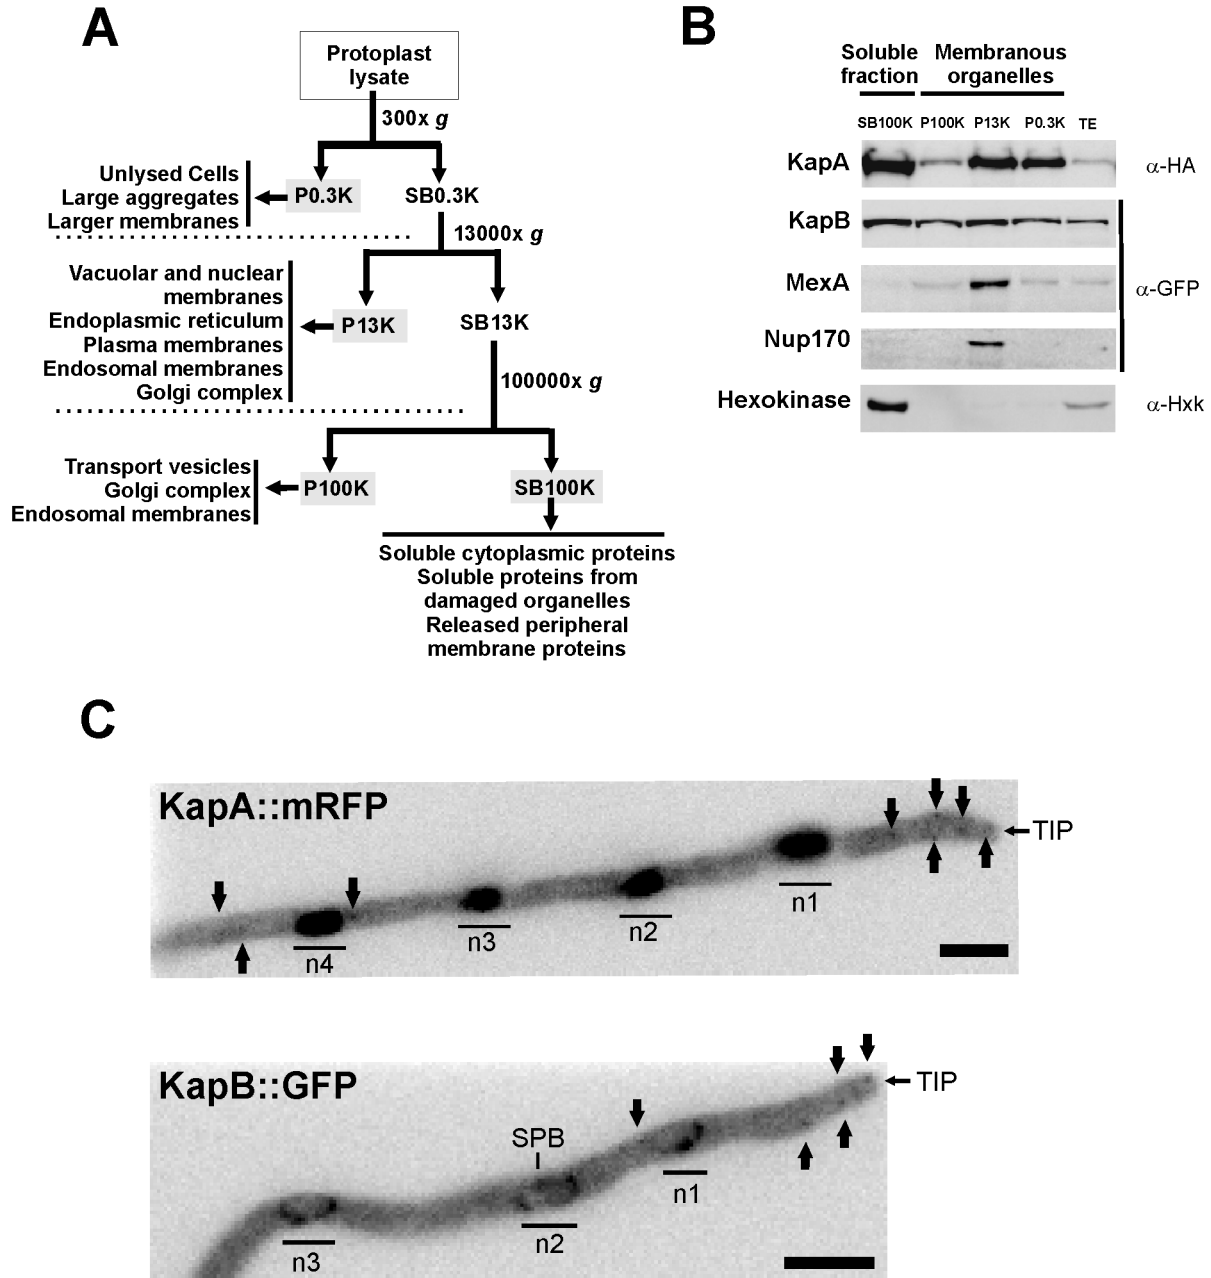 A
Protoplast
lysate
300x g
Unlysed Cells
Large aggregates
Larger membranes
P0.3K
SB0.3K
13000x g
Vacuolar and nuclear
membranes
Endoplasmic reticulum
Plasma membranes
Endosomal membranes
Golgi complex
P13K
SB13K
100000x g
Transport vesicles
Golgi complex
Endosomal membranes
P100K
SB100K
Soluble cytoplasmic proteins
Soluble proteins from
damaged organelles
Released peripheral
membrane proteins
B
Soluble
fraction
Membranous
organelles
SB100K P100K P13K P0.3K TE
KapA
α-HA
KapB
MexA
α-GFP
Nup170
Hexokinase
α-Hxk
C
KapA::mRFP
TIP
n1
n2
n3
n4
KapB::GFP
TIP
SPB
n1
n2
n3